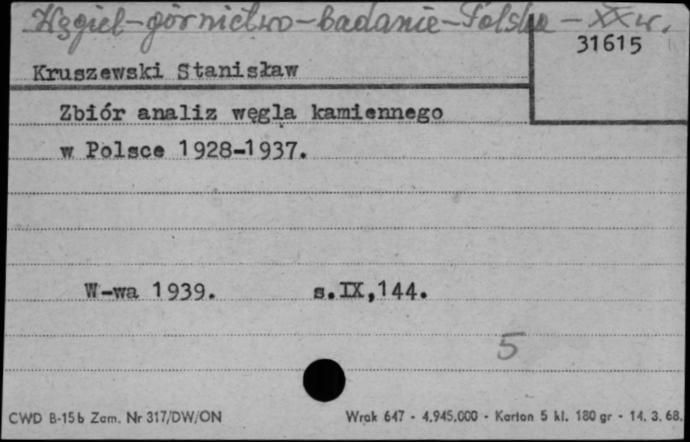 Węgiel-górnictwo-badanie-Polska-XX w.
31615
Kruszewski Stanisław
Zbiór analiz węgla kamiennego
w Polsce 1928-1937.
W-wa 1939. s.IX,144.
5
CWD B-15b Zam. Nr 317/DW/ON Wrak 647 - 4.945.000 - Karton 5 kl. 180 gr - 14. 3. 68.